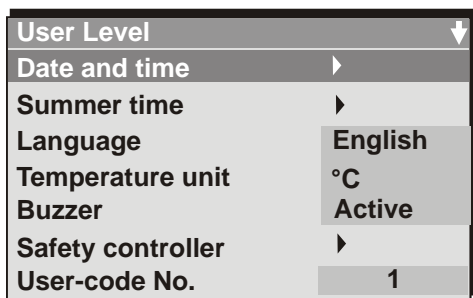 User Level
Date and time
Summer time
Language English
Temperature unit °C
Buzzer Active
Safety controller
User-code No. 1